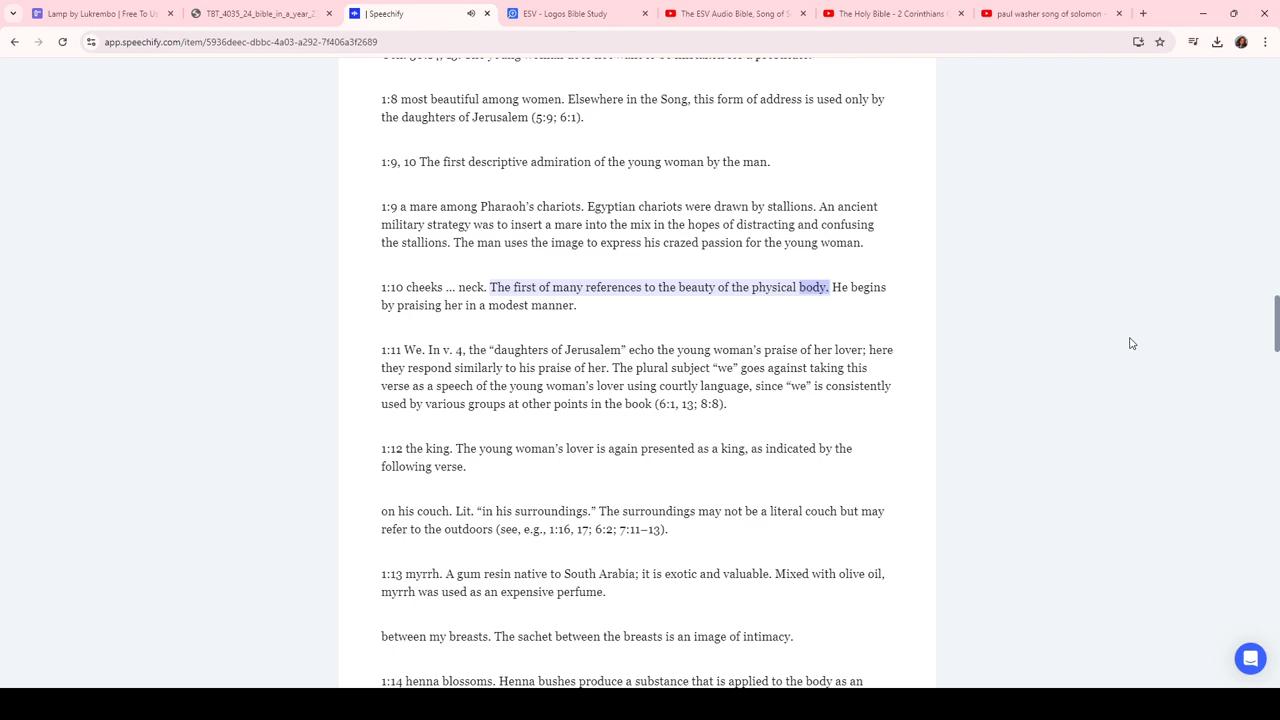 Lamp by Lukrembo | Free To Us
TBT_4035_24_bible_in_a_year_2
| Speechify
ESV - Logos Bible Study
The ESV Audio Bible, Song of S
The Holy Bible - 2 Corinthians
paul washer song of solomon -
app.speechify.com/item/5936deec-dbbc-4a03-a292-7f406a3f2689
1:8 most beautiful among women. Elsewhere in the Song, this form of address is used only by
the daughters of Jerusalem (5:9; 6:1).
1:9, 10 The first descriptive admiration of the young woman by the man.
1:9 a mare among Pharaoh’s chariots. Egyptian chariots were drawn by stallions. An ancient
military strategy was to insert a mare into the mix in the hopes of distracting and confusing
the stallions. The man uses the image to express his crazed passion for the young woman.
1:10 cheeks ... neck. The first of many references to the beauty of the physical body. He begins
by praising her in a modest manner.
1:11 We. In v. 4, the “daughters of Jerusalem” echo the young woman’s praise of her lover; here
they respond similarly to his praise of her. The plural subject “we” goes against taking this
verse as a speech of the young woman’s lover using courtly language, since “we” is consistently
used by various groups at other points in the book (6:1, 13; 8:8).
1:12 the king. The young woman’s lover is again presented as a king, as indicated by the
following verse.
on his couch. Lit. “in his surroundings.” The surroundings may not be a literal couch but may
refer to the outdoors (see, e.g., 1:16, 17; 6:2; 7:11–13).
1:13 myrrh. A gum resin native to South Arabia; it is exotic and valuable. Mixed with olive oil,
myrrh was used as an expensive perfume.
between my breasts. The sachet between the breasts is an image of intimacy.
1:14 henna blossoms. Henna bushes produce a substance that is applied to the body as an